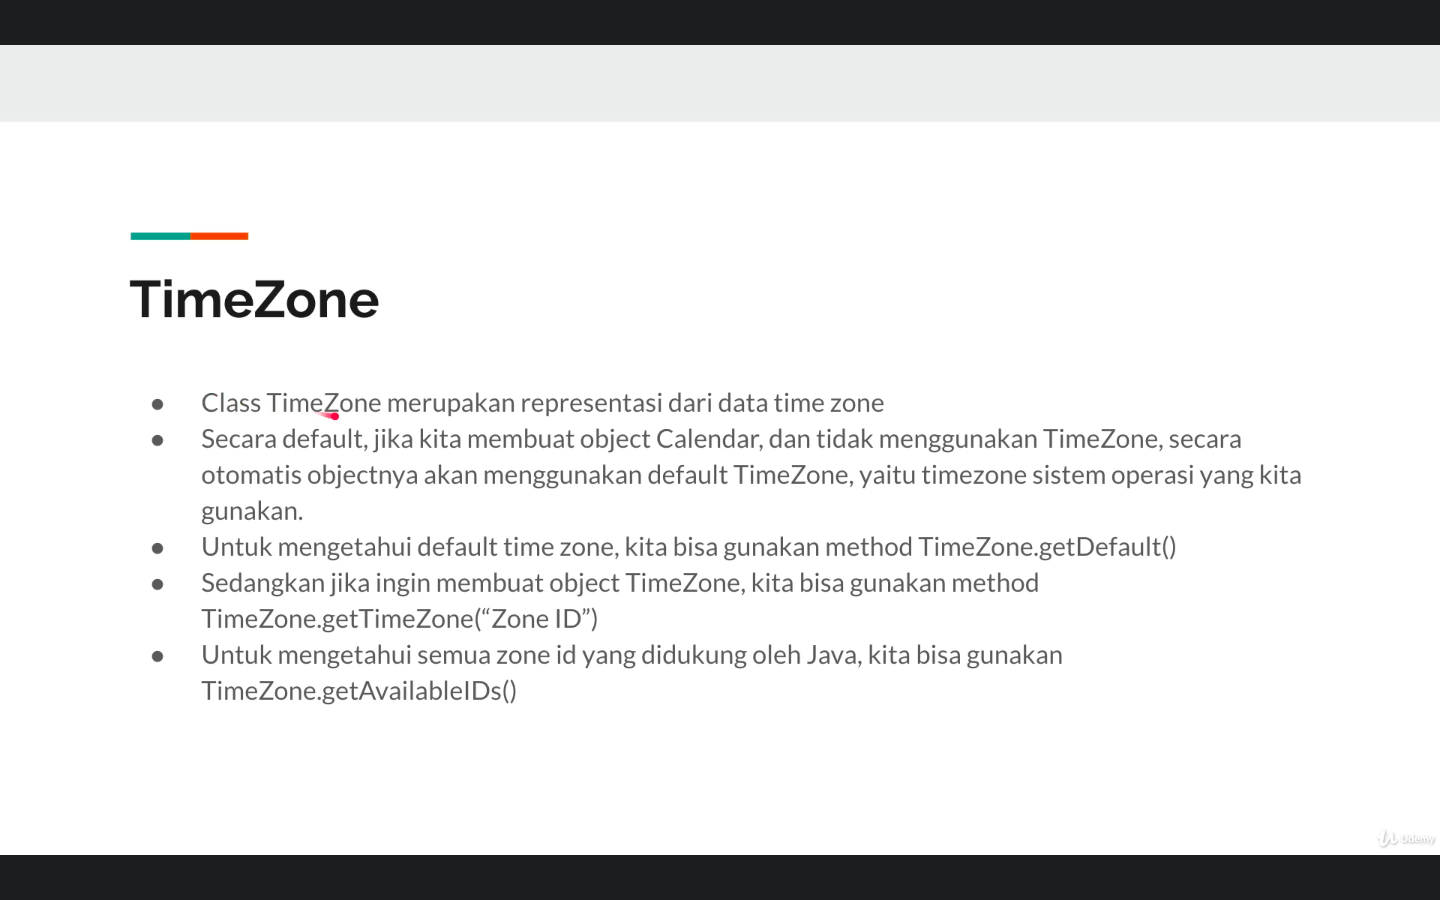 TimeZone
● Class TimeZone merupakan representasi dari data time zone
● Secara default, jika kita membuat object Calendar, dan tidak menggunakan TimeZone, secara
otomatis objectnya akan menggunakan default TimeZone, yaitu timezone sistem operasi yang kita
gunakan.
● Untuk mengetahui default time zone, kita bisa gunakan method TimeZone.getDefault()
● Sedangkan jika ingin membuat object TimeZone, kita bisa gunakan method
TimeZone.getTimeZone(“Zone ID”)
● Untuk mengetahui semua zone id yang didukung oleh Java, kita bisa gunakan
TimeZone.getAvailableIDs()
Udemy